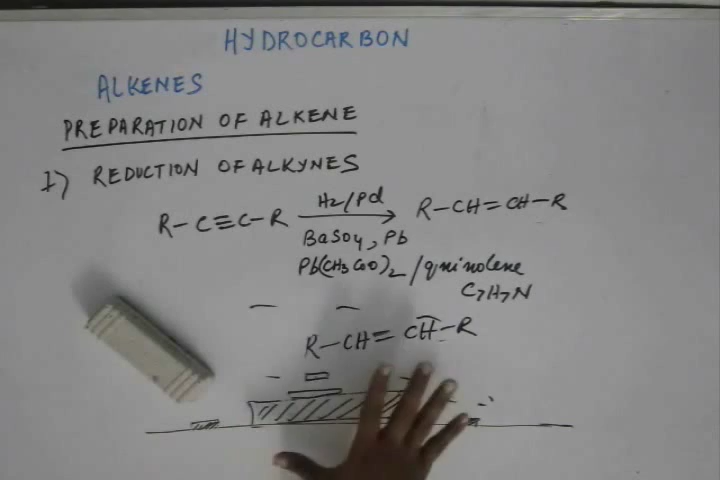 HYDROCARBON
ALKENES
PREPARATION OF ALKENE
I) REDUCTION OF ALKYNES
R-C≡C-R H2/Pd R-CH=CH-R
BaSO4, Pb
Pb(CH3COO)2/quinolene
C7H7N
R-CH=CH-R